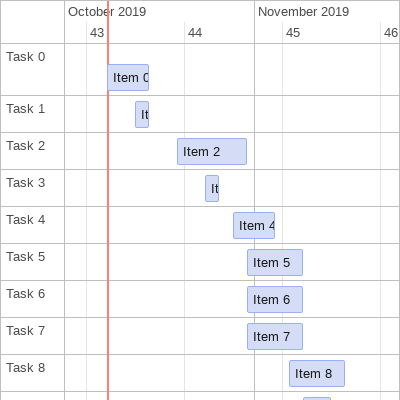 October 2019 November 2019
43 44 45 46
Task 0
Item 0
Task 1
It
Task 2 Item 2
Task 3 It
Task 4 Item 4
Task 5 Item 5
Task 6 Item 6
Task 7 Item 7
Task 8 Item 8